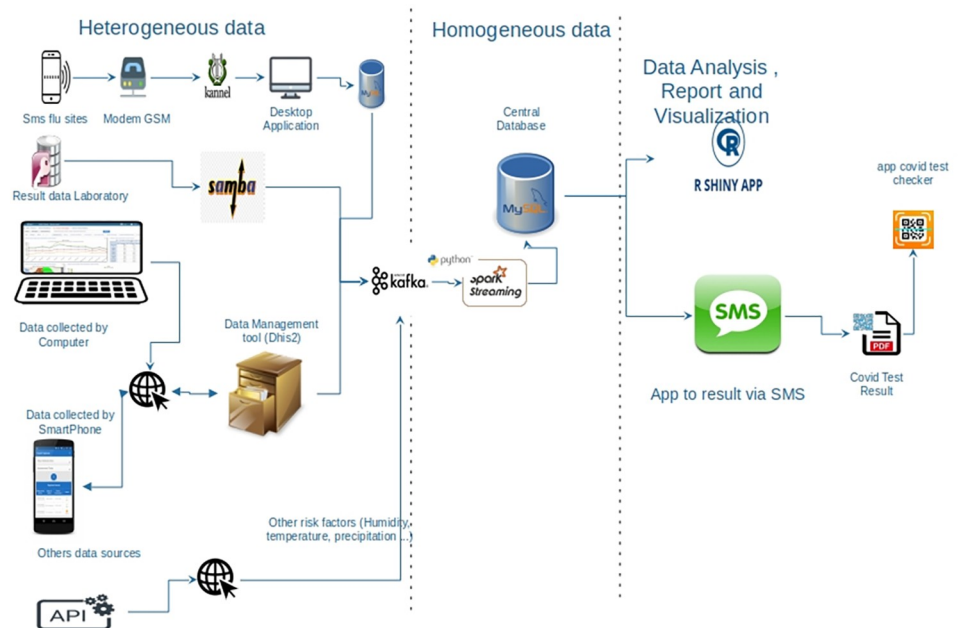 Heterogeneous data
Homogeneous data
Data Analysis ,
Report and
Visualization
Sms flu sites
Modem GSM
kannel
Desktop
Application
MySQL
Result data Laboratory
samba
Data collected by
Computer
Data Management
tool (Dhis2)
Data collected by
SmartPhone
Others data sources
API
Other risk factors (Humidity,
temperature, precipitation ...)
kafka
python
Spark
Streaming
Central
Database
MySQL
R
R SHINY APP
app covid test
checker
SMS
App to result via SMS
PDF
Covid Test
Result